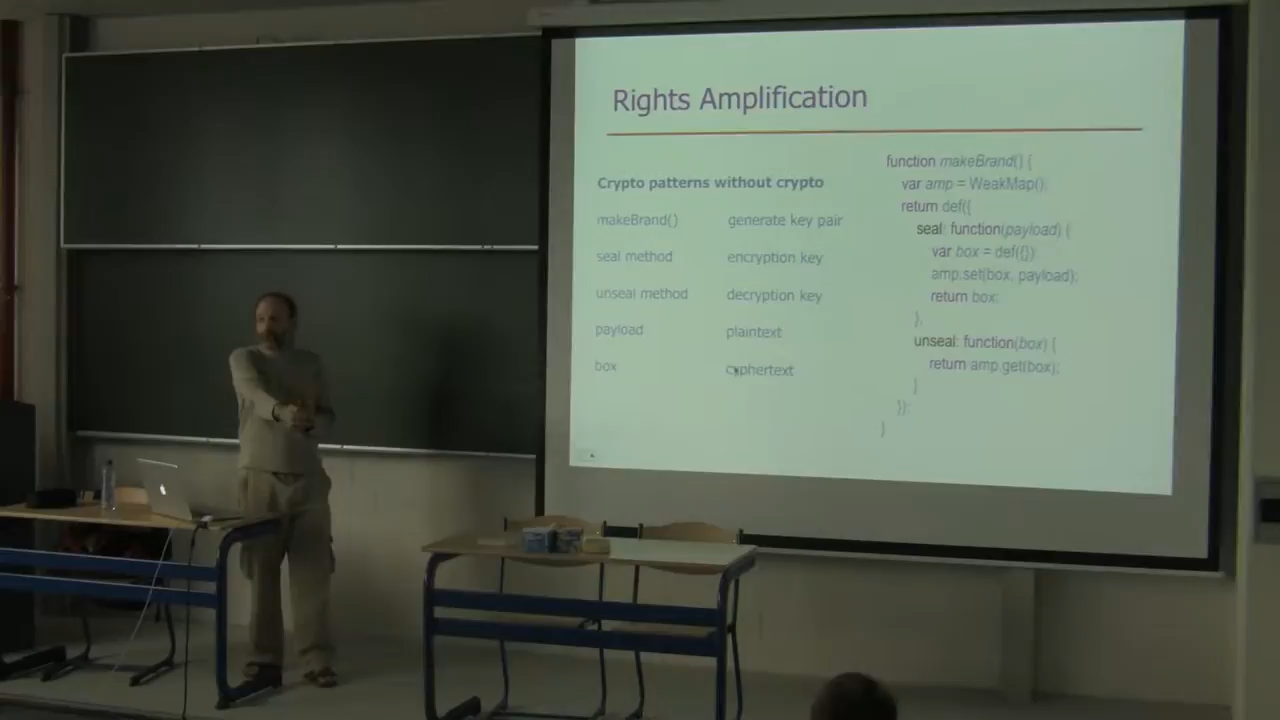 Rights Amplification
Crypto patterns without crypto
makeBrand() generate key pair
seal method encryption key
unseal method decryption key
payload plaintext
box cyphertext
function makeBrand() {
var amp = WeakMap();
return def({
seal: function(payload) {
var box = def({});
amp.set(box, payload);
return box;
},
unseal: function(box) {
return amp.get(box);
}
});
}